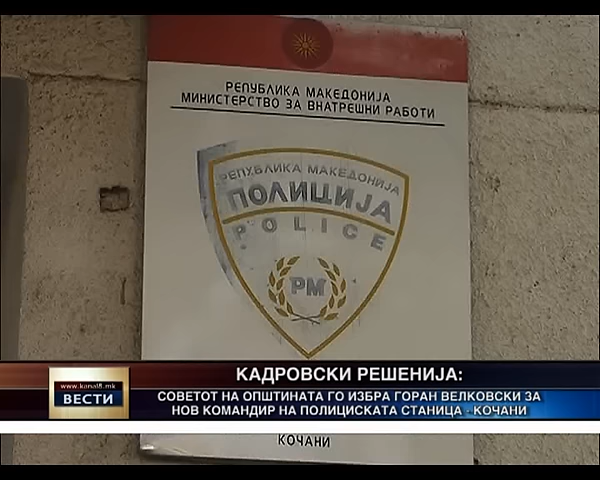 РЕПУБЛИКА МАКЕДОНИЈА
МИНИСТЕРСТВО ЗА ВНАТРЕШНИ РАБОТИ
РЕПУБЛИКА МАКЕДОНИЈА
ПОЛИЦИЈА
POLICE
РМ
КАДРОВСКИ РЕШЕНИЈА:
www.kanal8.mk
ВЕСТИ
СОВЕТОТ НА ОПШТИНАТА ГО ИЗБРА ГОРАН ВЕЛКОВСКИ ЗА
НОВ КОМАНДИР НА ПОЛИЦИСКАТА СТАНИЦА - КОЧАНИ
КОЧАНИ